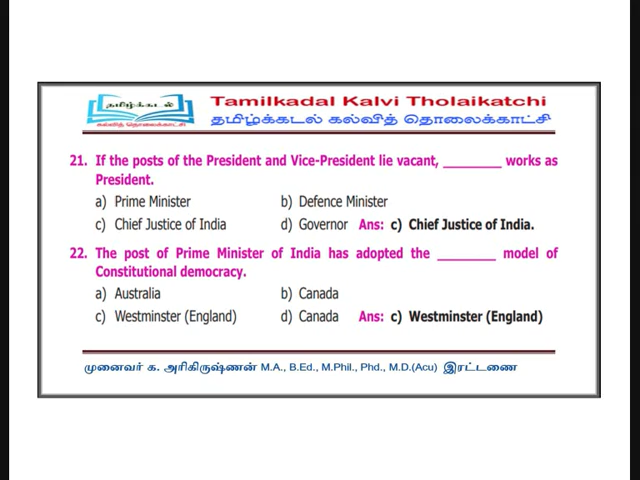 தமிழ்க்கடல்
கல்வித் தொலைக்காட்சி
Tamilkadal Kalvi Tholaikatchi
தமிழ்க்கடல் கல்வித் தொலைக்காட்சி
21. If the posts of the President and Vice-President lie vacant, ________ works as
President.
a) Prime Minister b) Defence Minister
c) Chief Justice of India d) Governor Ans: c) Chief Justice of India.
22. The post of Prime Minister of India has adopted the ________ model of
Constitutional democracy.
a) Australia b) Canada
c) Westminster (England) d) Canada Ans: c) Westminster (England)
முனைவர் க. அரிகிருஷ்ணன் M.A., B.Ed., M.Phil., Phd., M.D.(Acu) இரட்டணை